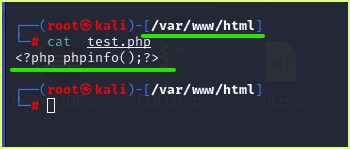 ┌──(root㉿kali)-[/var/www/html]
└─# cat test.php
<?php phpinfo();?>
┌──(root㉿kali)-[/var/www/html]
└─#